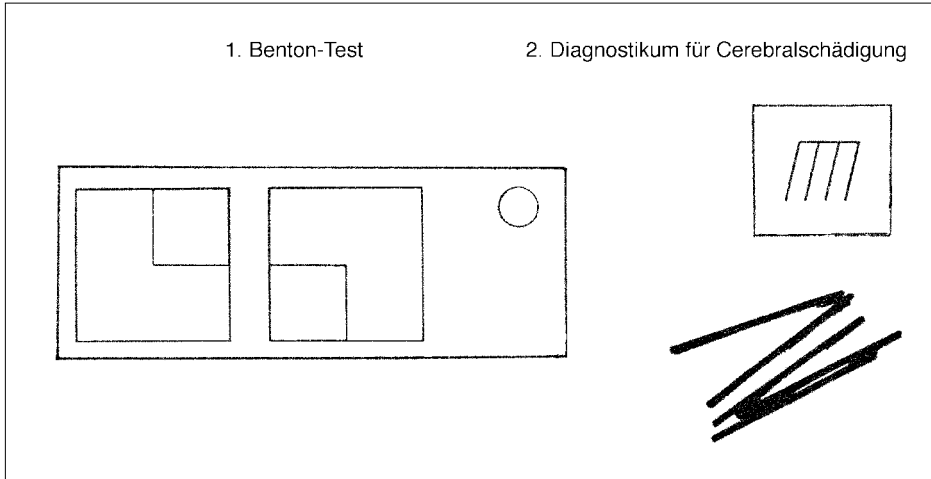 1. Benton-Test
2. Diagnostikum für Cerebralschädigung